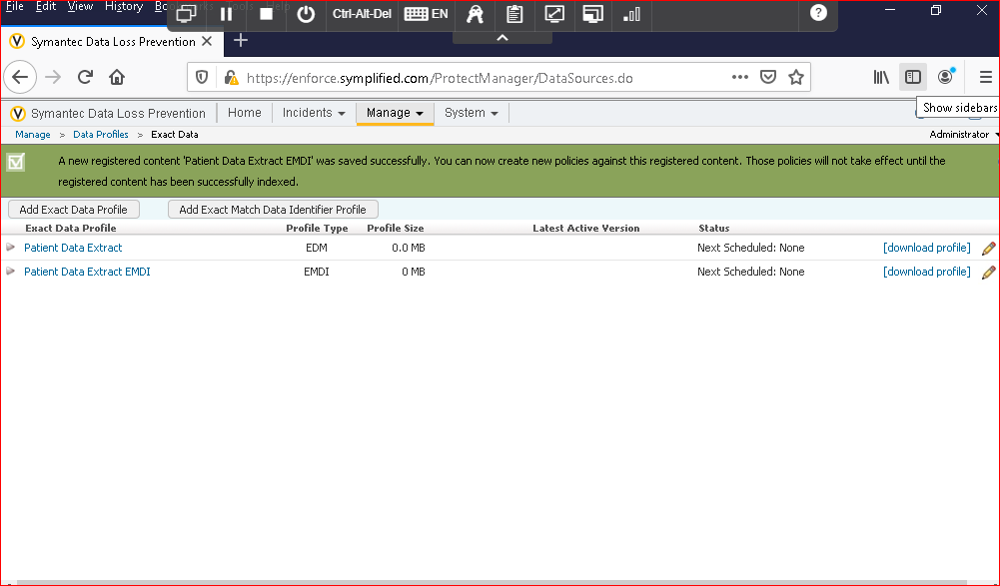 File Edit View History
Ctrl-Alt-Del EN ?
Symantec Data Loss Prevention
https://enforce.symplified.com/ProtectManager/DataSources.do
Show sidebars
Symantec Data Loss Prevention Home Incidents Manage System
Manage > Data Profiles > Exact Data Administrator
A new registered content 'Patient Data Extract EMDI' was saved successfully. You can now create new policies against this registered content. Those policies will not take effect until the
registered content has been successfully indexed.
Add Exact Data Profile Add Exact Match Data Identifier Profile
Exact Data Profile Profile Type Profile Size Latest Active Version Status
Patient Data Extract EDM 0.0 MB Next Scheduled: None [download profile]
Patient Data Extract EMDI EMDI 0 MB Next Scheduled: None [download profile]